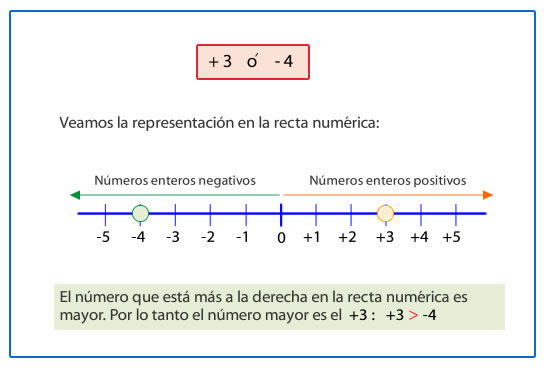 +3 ó -4
Veamos la representación en la recta numérica:
Números enteros negativos Números enteros positivos
-5 -4 -3 -2 -1 0 +1 +2 +3 +4 +5
El número que está más a la derecha en la recta numérica es
mayor. Por lo tanto el número mayor es el +3 : +3 > -4